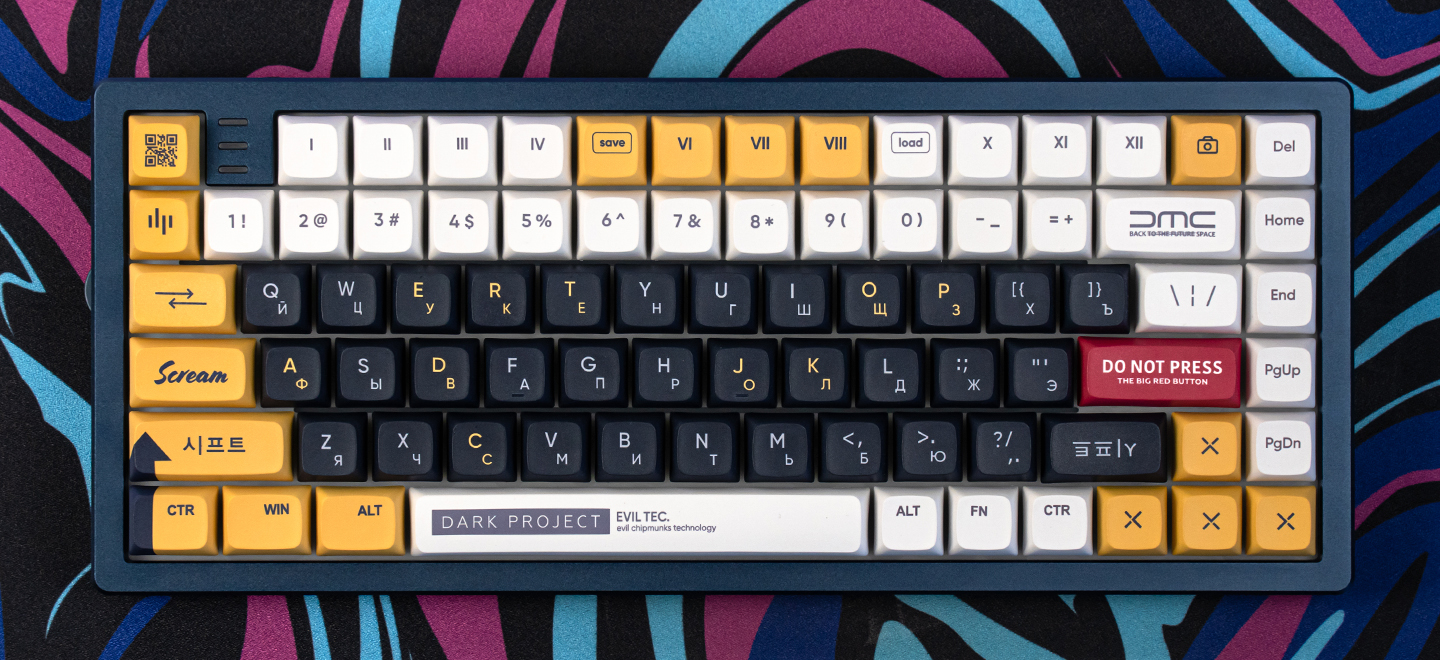 I II III IV save VI VII VIII load X XI XII Del
1 ! 2 @ 3 # 4 $ 5 % 6 ^ 7 & 8 * 9 ( 0 ) - _ = + DMC Home
BACK TO THE FUTURE SPACE
Q W E R T Y U I O P [ { ] } \ ¦ / End
Й Ц У К Е Н Г Ш Щ З Х Ъ
Scream A S D F G H J K L : ; " ' DO NOT PRESS PgUp
THE BIG RED BUTTON
Ф Ы В А П Р О Л Д Ж Э
시프트 Z X C V B N M < , > . ? / PgDn
Я Ч С М И Т Ь Б Ю , .
CTR WIN ALT DARK PROJECT EVIL TEC. ALT FN CTR
evil chipmunks technology